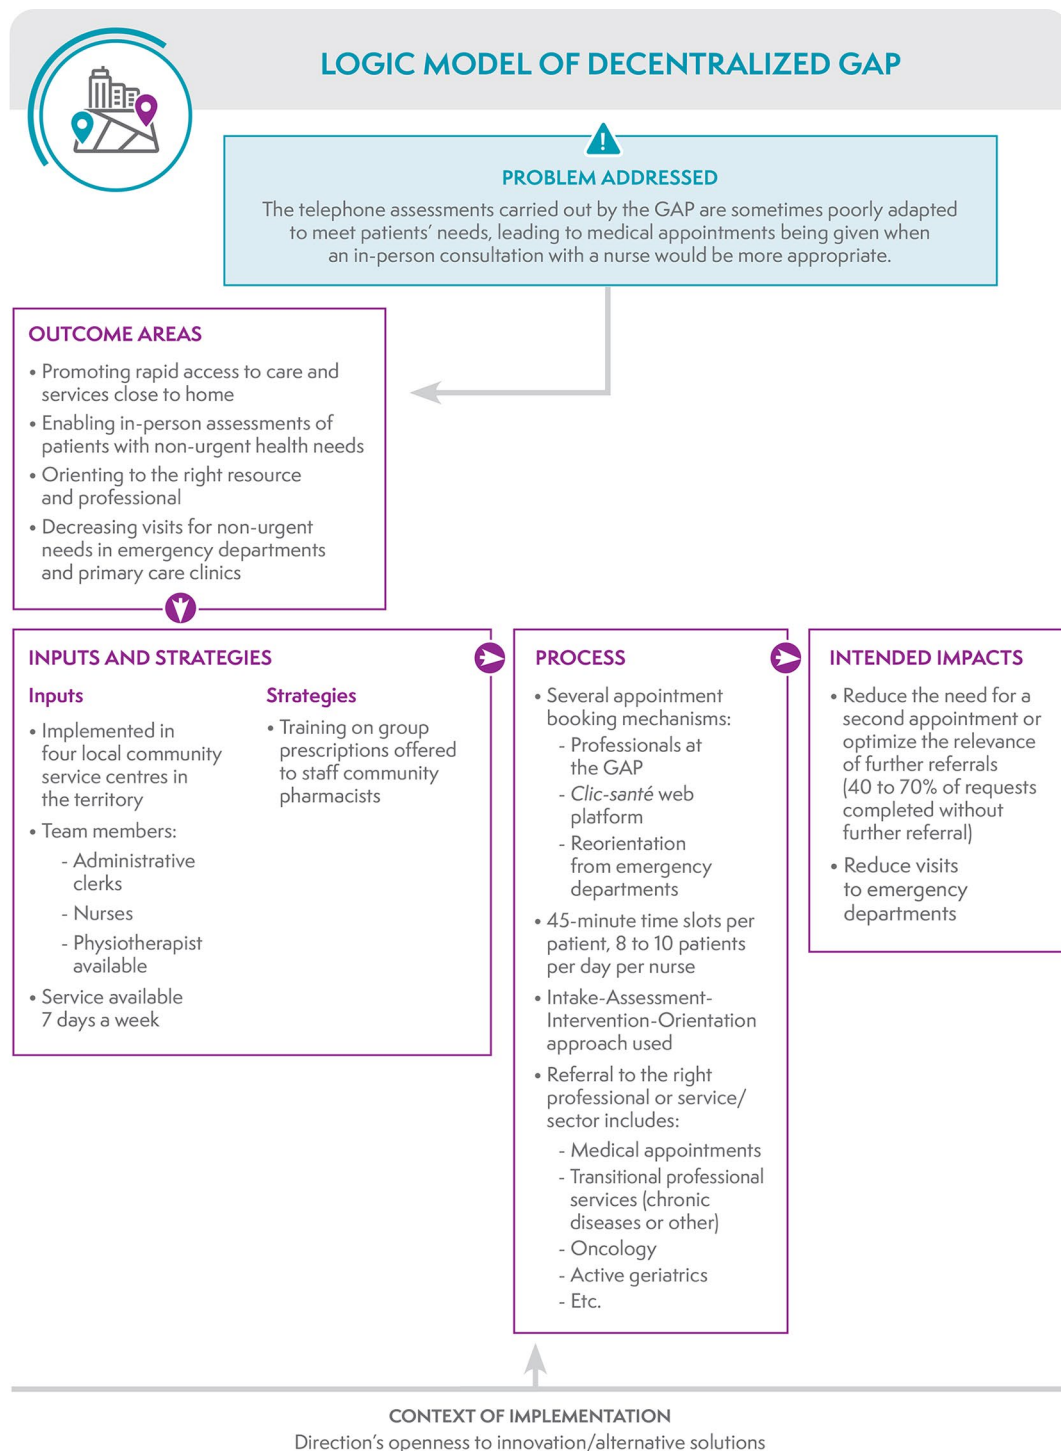 LOGIC MODEL OF DECENTRALIZED GAP
!
PROBLEM ADDRESSED
The telephone assessments carried out by the GAP are sometimes poorly adapted
to meet patients’ needs, leading to medical appointments being given when
an in-person consultation with a nurse would be more appropriate.
OUTCOME AREAS
• Promoting rapid access to care and
services close to home
• Enabling in-person assessments of
patients with non-urgent health needs
• Orienting to the right resource
and professional
• Decreasing visits for non-urgent
needs in emergency departments
and primary care clinics
INPUTS AND STRATEGIES
Inputs
• Implemented in
four local community
service centres in
the territory
• Team members:
- Administrative
clerks
- Nurses
- Physiotherapist
available
• Service available
7 days a week
Strategies
• Training on group
prescriptions offered
to staff community
pharmacists
PROCESS
• Several appointment
booking mechanisms:
- Professionals at
the GAP
- Clic-santé web
platform
- Reorientation
from emergency
departments
• 45-minute time slots per
patient, 8 to 10 patients
per day per nurse
• Intake-Assessment-
Intervention-Orientation
approach used
• Referral to the right
professional or service/
sector includes:
- Medical appointments
- Transitional professional
services (chronic
diseases or other)
- Oncology
- Active geriatrics
- Etc.
INTENDED IMPACTS
• Reduce the need for a
second appointment or
optimize the relevance
of further referrals
(40 to 70% of requests
completed without
further referral)
• Reduce visits
to emergency
departments
CONTEXT OF IMPLEMENTATION
Direction’s openness to innovation/alternative solutions